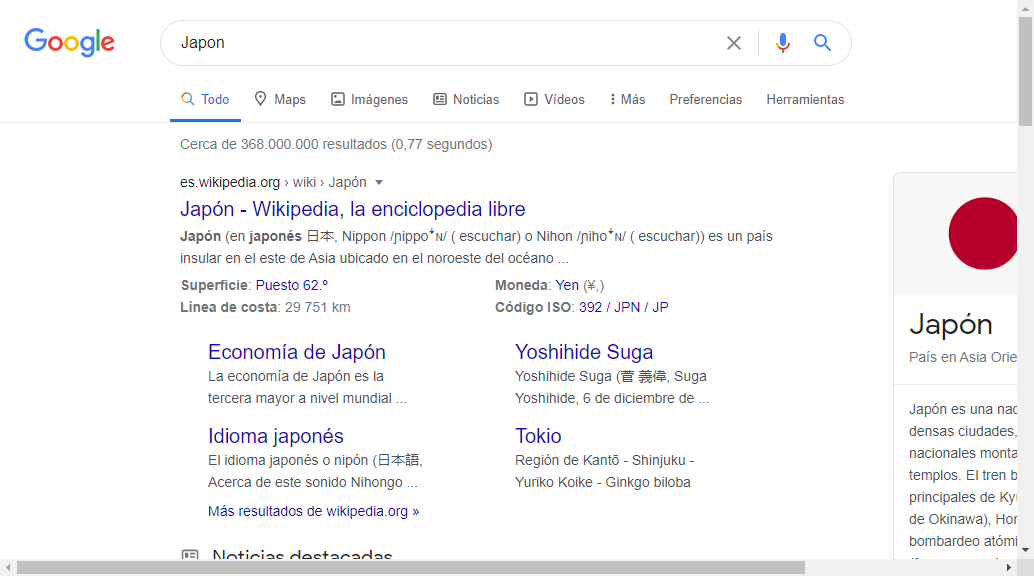 Google
Japon
Todo Maps Imágenes Noticias Vídeos Más Preferencias Herramientas
Cerca de 368.000.000 resultados (0,77 segundos)
es.wikipedia.org › wiki › Japón
Japón - Wikipedia, la enciclopedia libre
Japón (en japonés 日本, Nippon /ɲippoꜜɴ/ ( escuchar) o Nihon /ɲihoꜜɴ/ ( escuchar)) es un país
insular en el este de Asia ubicado en el noroeste del océano ...
Superficie: Puesto 62.º
Moneda: Yen (¥,)
Línea de costa: 29 751 km
Código ISO: 392 / JPN / JP
Economía de Japón
La economía de Japón es la
tercera mayor a nivel mundial ...
Yoshihide Suga
Yoshihide Suga (菅 義偉, Suga
Yoshihide, 6 de diciembre de ...
Idioma japonés
El idioma japonés o nipón (日本語,
Acerca de este sonido Nihongo ...
Tokio
Región de Kantō - Shinjuku -
Yuriko Koike - Ginkgo biloba
Más resultados de wikipedia.org »
Noticias destacadas
Japón
País en Asia Orie
Japón es una nac
densas ciudades,
nacionales monta
templos. El tren b
principales de Kyu
de Okinawa), Hon
bombardeo atómi